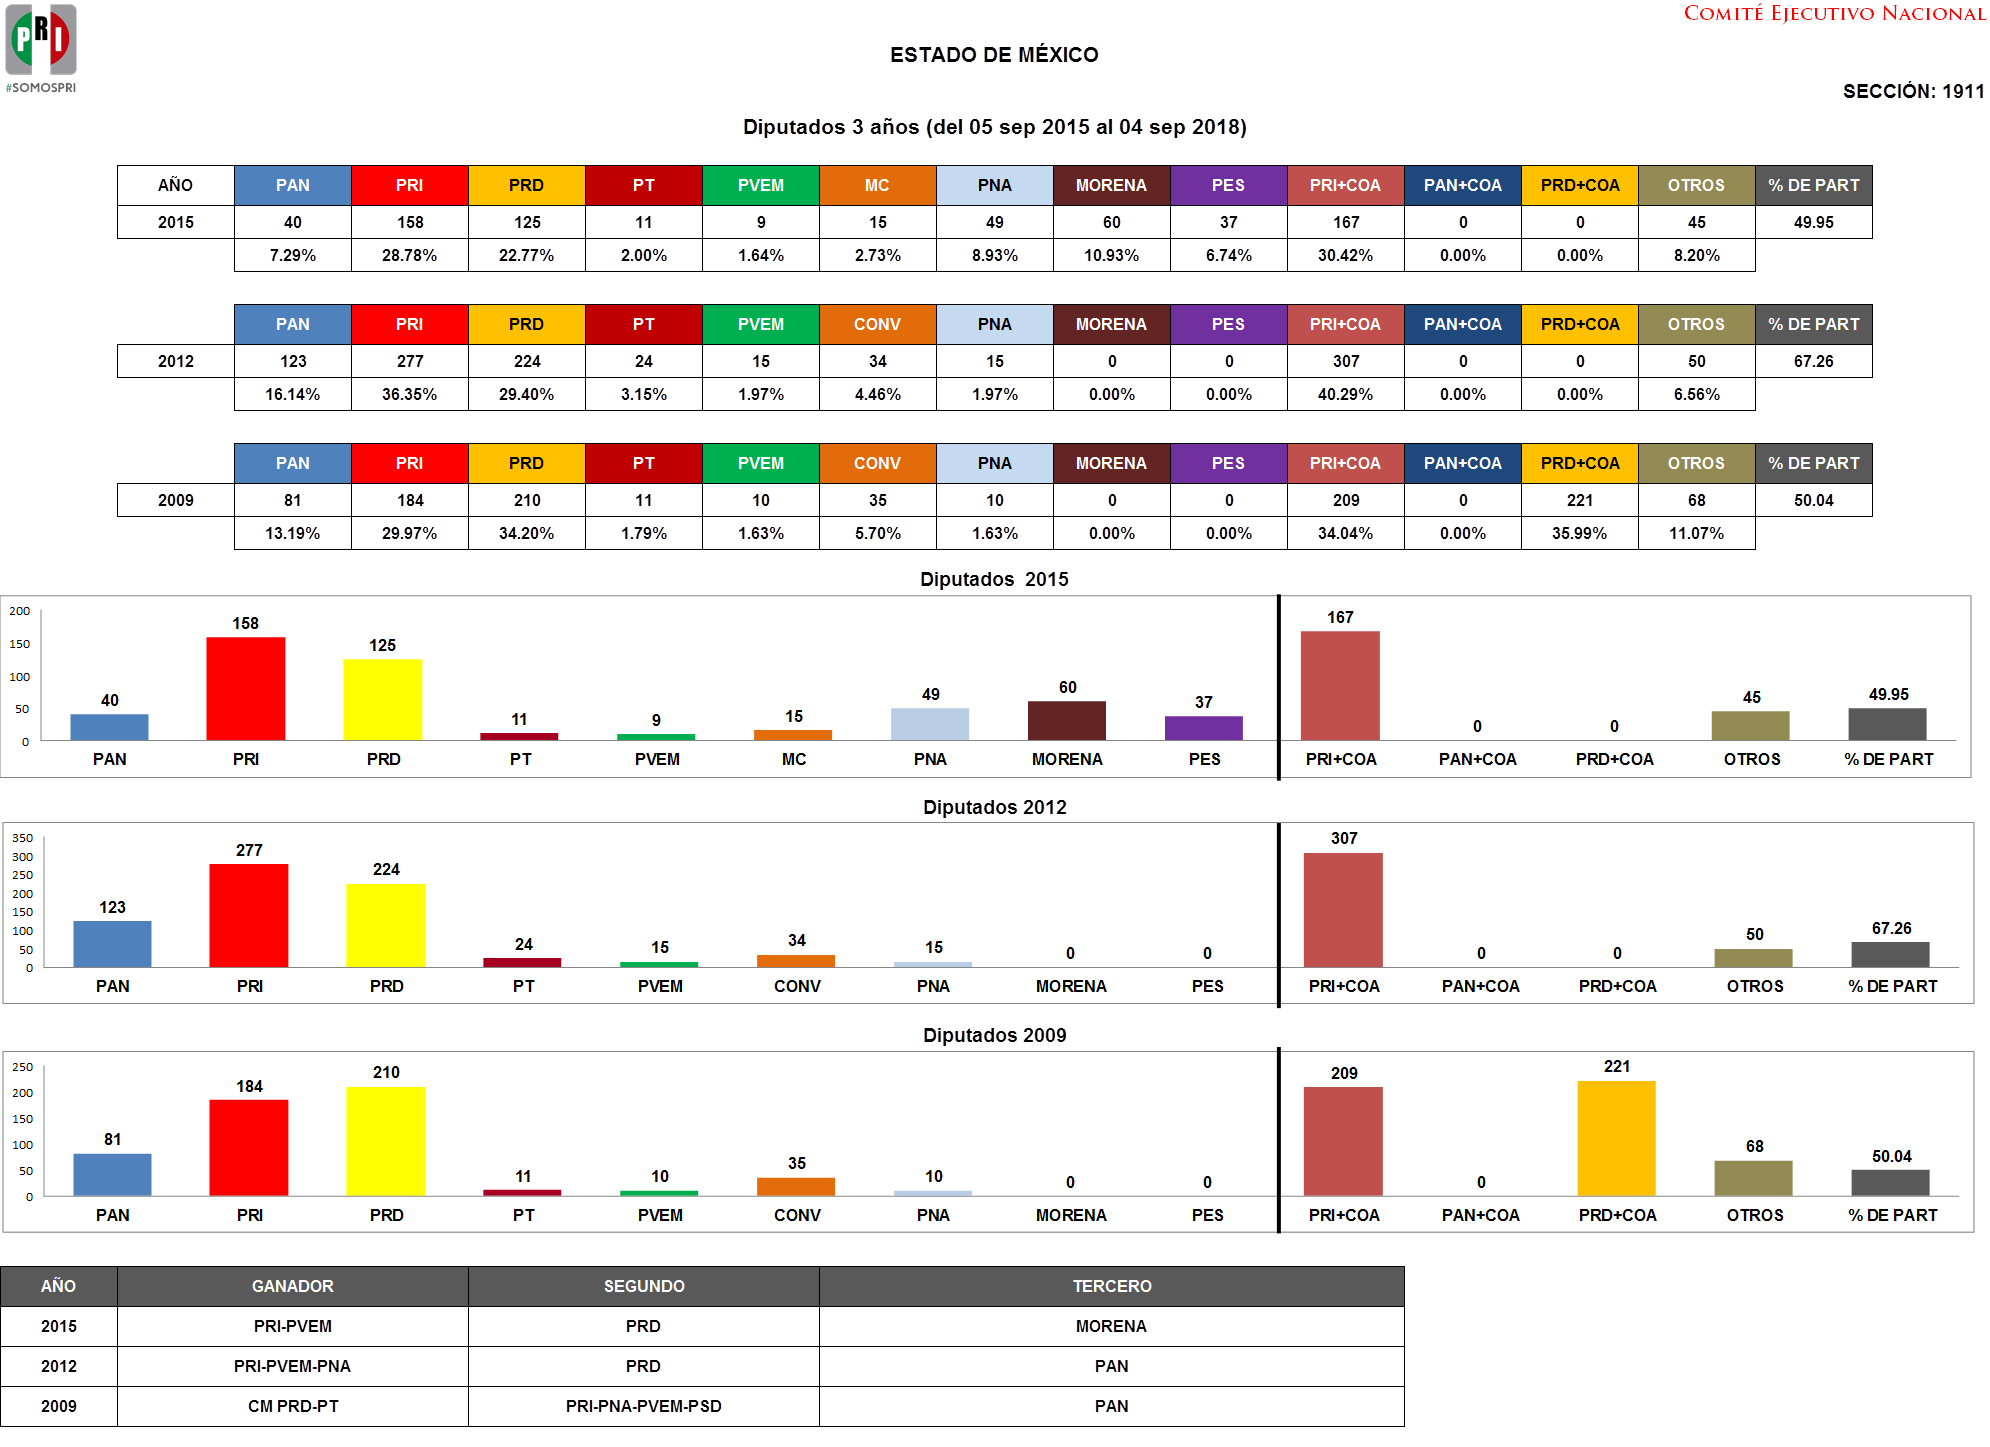 PRI
#SOMOSPRI
COMITÉ EJECUTIVO NACIONAL
ESTADO DE MÉXICO
SECCIÓN: 1911
Diputados 3 años (del 05 sep 2015 al 04 sep 2018)
AÑO PAN PRI PRD PT PVEM MC PNA MORENA PES PRI+COA PAN+COA PRD+COA OTROS % DE PART
2015 40 158 125 11 9 15 49 60 37 167 0 0 45 49.95
7.29% 28.78% 22.77% 2.00% 1.64% 2.73% 8.93% 10.93% 6.74% 30.42% 0.00% 0.00% 8.20%
PAN PRI PRD PT PVEM CONV PNA MORENA PES PRI+COA PAN+COA PRD+COA OTROS % DE PART
2012 123 277 224 24 15 34 15 0 0 307 0 0 50 67.26
16.14% 36.35% 29.40% 3.15% 1.97% 4.46% 1.97% 0.00% 0.00% 40.29% 0.00% 0.00% 6.56%
PAN PRI PRD PT PVEM CONV PNA MORENA PES PRI+COA PAN+COA PRD+COA OTROS % DE PART
2009 81 184 210 11 10 35 10 0 0 209 0 221 68 50.04
13.19% 29.97% 34.20% 1.79% 1.63% 5.70% 1.63% 0.00% 0.00% 34.04% 0.00% 35.99% 11.07%
Diputados 2015
200
150
100
50
0
40 158 125 11 9 15 49 60 37 167 0 0 45 49.95
PAN PRI PRD PT PVEM MC PNA MORENA PES PRI+COA PAN+COA PRD+COA OTROS % DE PART
Diputados 2012
350
300
250
200
150
100
50
0
123 277 224 24 15 34 15 0 0 307 0 0 50 67.26
PAN PRI PRD PT PVEM CONV PNA MORENA PES PRI+COA PAN+COA PRD+COA OTROS % DE PART
Diputados 2009
250
200
150
100
50
0
81 184 210 11 10 35 10 0 0 209 0 221 68 50.04
PAN PRI PRD PT PVEM CONV PNA MORENA PES PRI+COA PAN+COA PRD+COA OTROS % DE PART
AÑO GANADOR SEGUNDO TERCERO
2015 PRI-PVEM PRD MORENA
2012 PRI-PVEM-PNA PRD PAN
2009 CM PRD-PT PRI-PNA-PVEM-PSD PAN